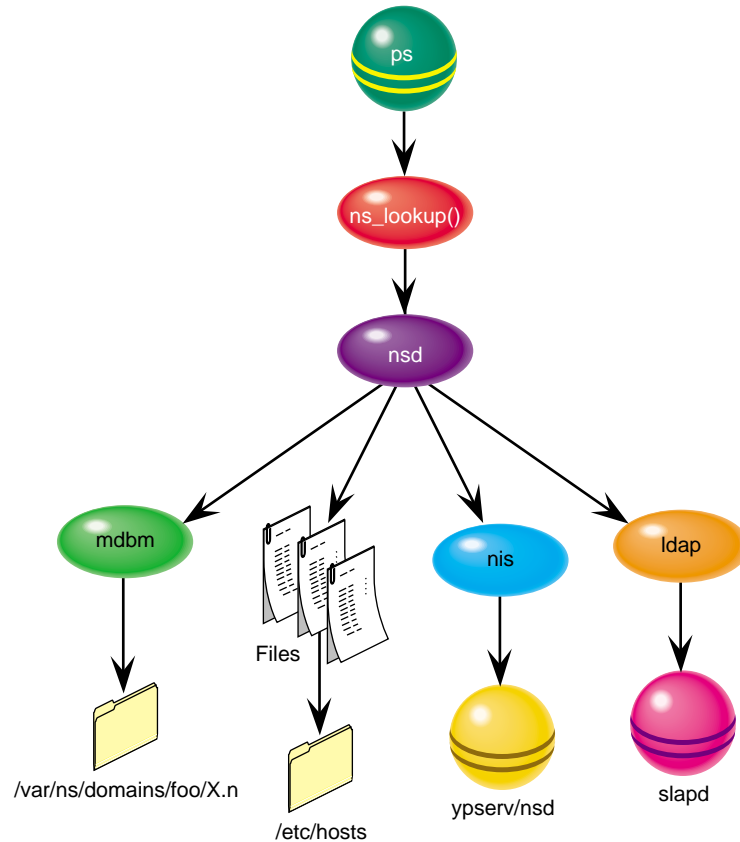 ps
ns_lookup()
nsd
mdbm
Files
nis
ldap
/var/ns/domains/foo/X.n
/etc/hosts
ypserv/nsd
slapd